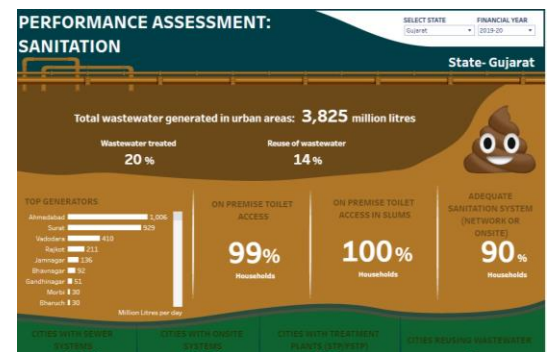 PERFORMANCE ASSESSMENT:
SANITATION
SELECT STATE
Gujarat
FINANCIAL YEAR
2019-20
State- Gujarat
Total wastewater generated in urban areas: 3,825 million litres
Wastewater treated
20 %
Reuse of wastewater
14 %
TOP GENERATORS
Ahmedabad 1,006
Surat 929
Vadodara 410
Rajkot 211
Jamnagar 136
Bhavnagar 92
Gandhinagar 51
Morbi 30
Bharuch 30
Million Litres per day
ON PREMISE TOILET
ACCESS
99%
Households
ON PREMISE TOILET
ACCESS IN SLUMS
100%
Households
ADEQUATE
SANITATION SYSTEM
(NETWORK OR
ONSITE)
90 %
Households
CITIES WITH SEWER
SYSTEMS
CITIES WITH ONSITE
SYSTEMS
CITIES WITH TREATMENT
PLANTS (STP/FSTP)
CITIES REUSING WASTEWATER